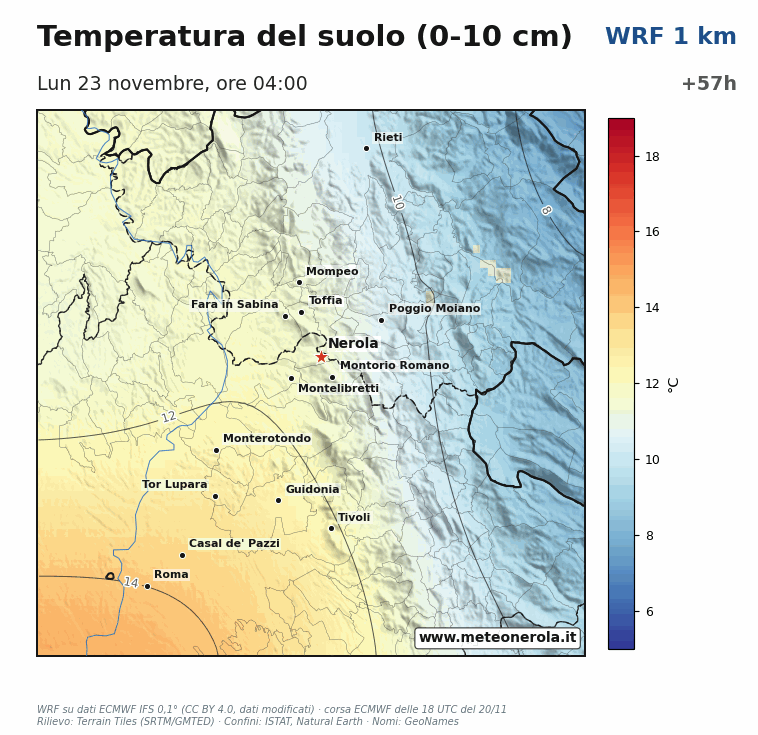 Temperatura del suolo (0-10 cm)
WRF 1 km
Lun 23 novembre, ore 04:00
+57h
Rieti
10
8
Mompeo
Fara in Sabina
Toffia
Poggio Moiano
Nerola
Montorio Romano
Montelibretti
12
Monterotondo
Tor Lupara
Guidonia
Tivoli
Casal de' Pazzi
Roma
14
www.meteonerola.it
18
16
14
12
10
8
6
°C
WRF su dati ECMWF IFS 0,1° (CC BY 4.0, dati modificati) · corsa ECMWF delle 18 UTC del 20/11
Rilievo: Terrain Tiles (SRTM/GMTED) · Confini: ISTAT, Natural Earth · Nomi: GeoNames